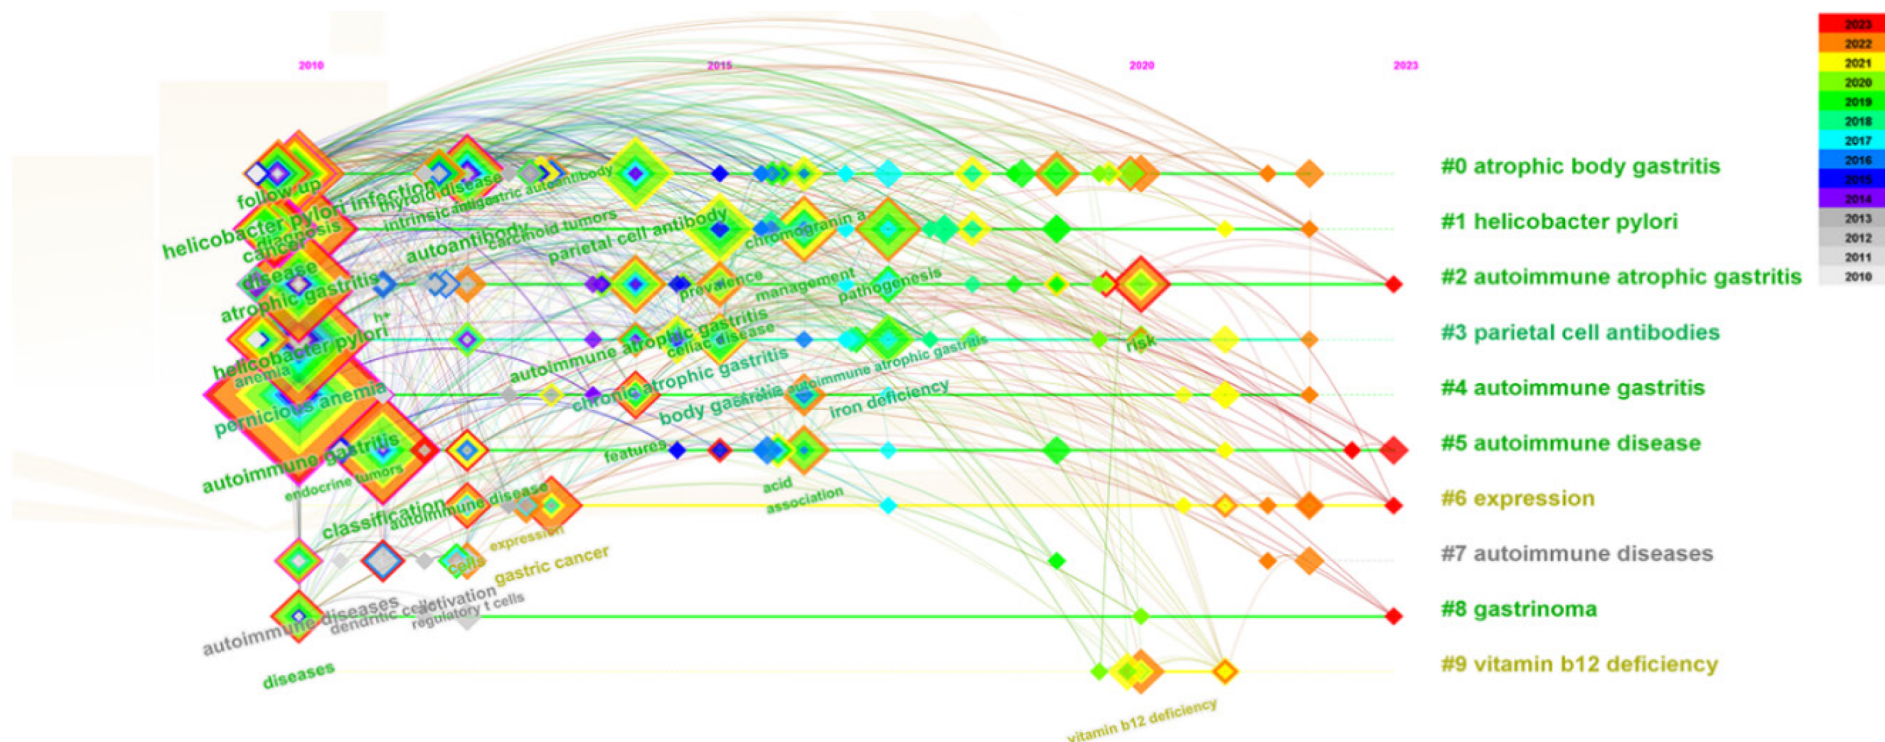 2010
2015
2020
2023
2023
2022
2021
2020
2019
2018
2017
2016
2015
2014
2013
2012
2011
2010
#0 atrophic body gastritis
#1 helicobacter pylori
#2 autoimmune atrophic gastritis
#3 parietal cell antibodies
#4 autoimmune gastritis
#5 autoimmune disease
#6 expression
#7 autoimmune diseases
#8 gastrinoma
#9 vitamin b12 deficiency
follow up
helicobacter pylori infection
thyroid disease
intrinsic
gastric autoantibody
diagnosis
cancer
autoantibody
carcinoid tumors
parietal cell antibody
chromogranin a
disease
atrophic gastritis
prevalence
management
pathogenesis
h+
helicobacter pylori
anemia
autoimmune atrophic gastritis
celiac disease
risk
pernicious anemia
chronic atrophic gastritis
body gastritis
autoimmune atrophic gastritis
iron deficiency
autoimmune gastritis
endocrine tumors
features
acid
association
classification
autoimmune disease
expression
cells
gastric cancer
autoimmune diseases
dendritic cells
activation
regulatory t cells
diseases
vitamin b12 deficiency